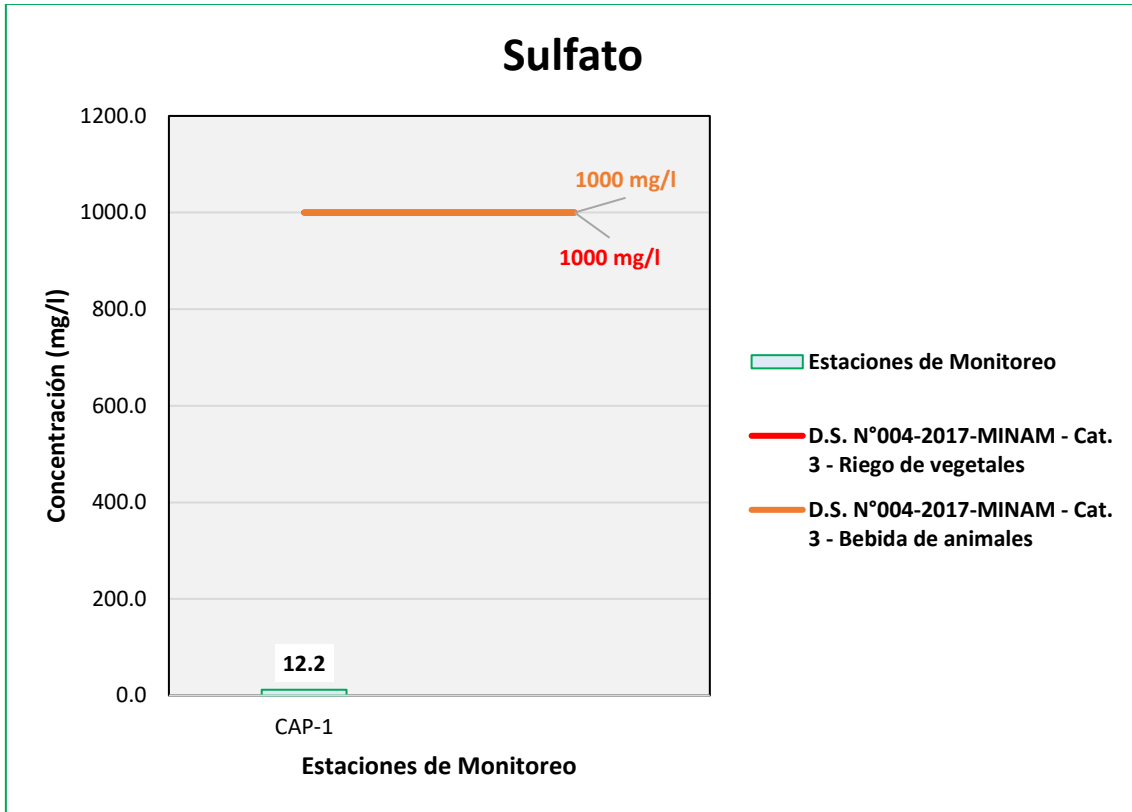 Sulfato
1200.0
1000.0
800.0
600.0
400.0
200.0
0.0
Concentración (mg/l)
1000 mg/l
1000 mg/l
12.2
CAP-1
Estaciones de Monitoreo
Estaciones de Monitoreo
D.S. N°004-2017-MINAM - Cat.
3 - Riego de vegetales
D.S. N°004-2017-MINAM - Cat.
3 - Bebida de animales